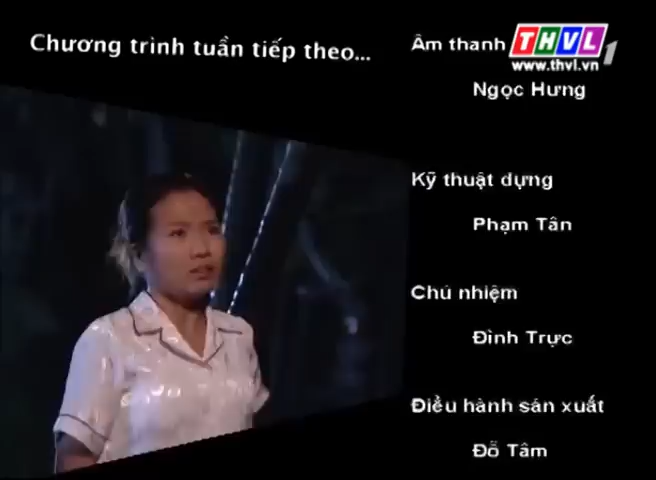 Chương trình tuần tiếp theo...
Âm thanh
THVL1
www.thvl.vn
Ngọc Hưng
Kỹ thuật dựng
Phạm Tân
Chủ nhiệm
Đình Trực
Điều hành sản xuất
Đỗ Tâm